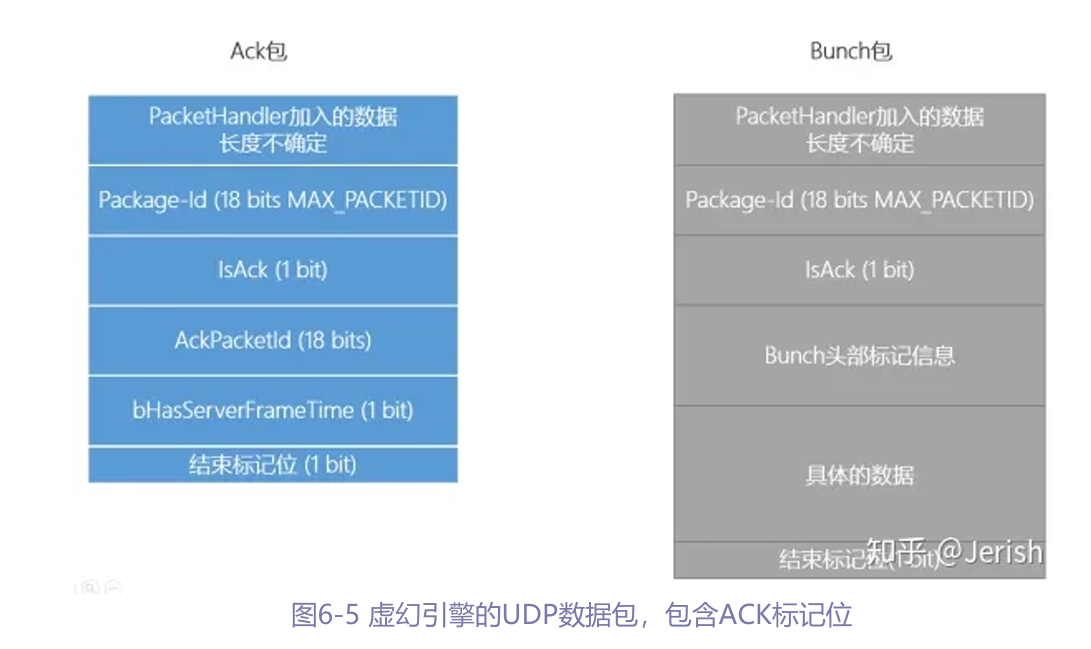 Ack包
PacketHandler加入的数据
长度不确定
Package-Id (18 bits MAX_PACKETID)
IsAck (1 bit)
AckPacketId (18 bits)
bHasServerFrameTime (1 bit)
结束标记位 (1 bit)
Bunch包
PacketHandler加入的数据
长度不确定
Package-Id (18 bits MAX_PACKETID)
IsAck (1 bit)
Bunch头部标记信息
具体的数据
结束标记位(1 bit)
知乎 @Jerish
图6-5 虚幻引擎的UDP数据包，包含ACK标记位